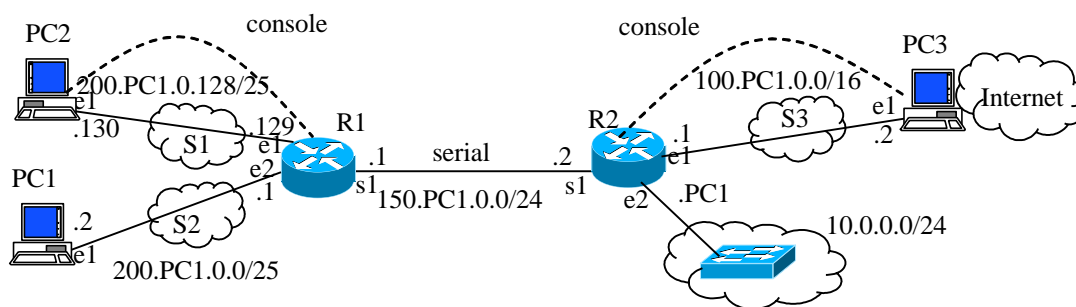 console
console
PC2
PC3
200.PC1.0.128/25
100.PC1.0.0/16
e1
.130
S1
.129
e1
R1
R2
S3
e1
.2
Internet
PC1
e2
.1
.1
s1
serial
.2
s1
.1
e1
150.PC1.0.0/24
e2
.PC1
.2
e1
S2
200.PC1.0.0/25
10.0.0.0/24